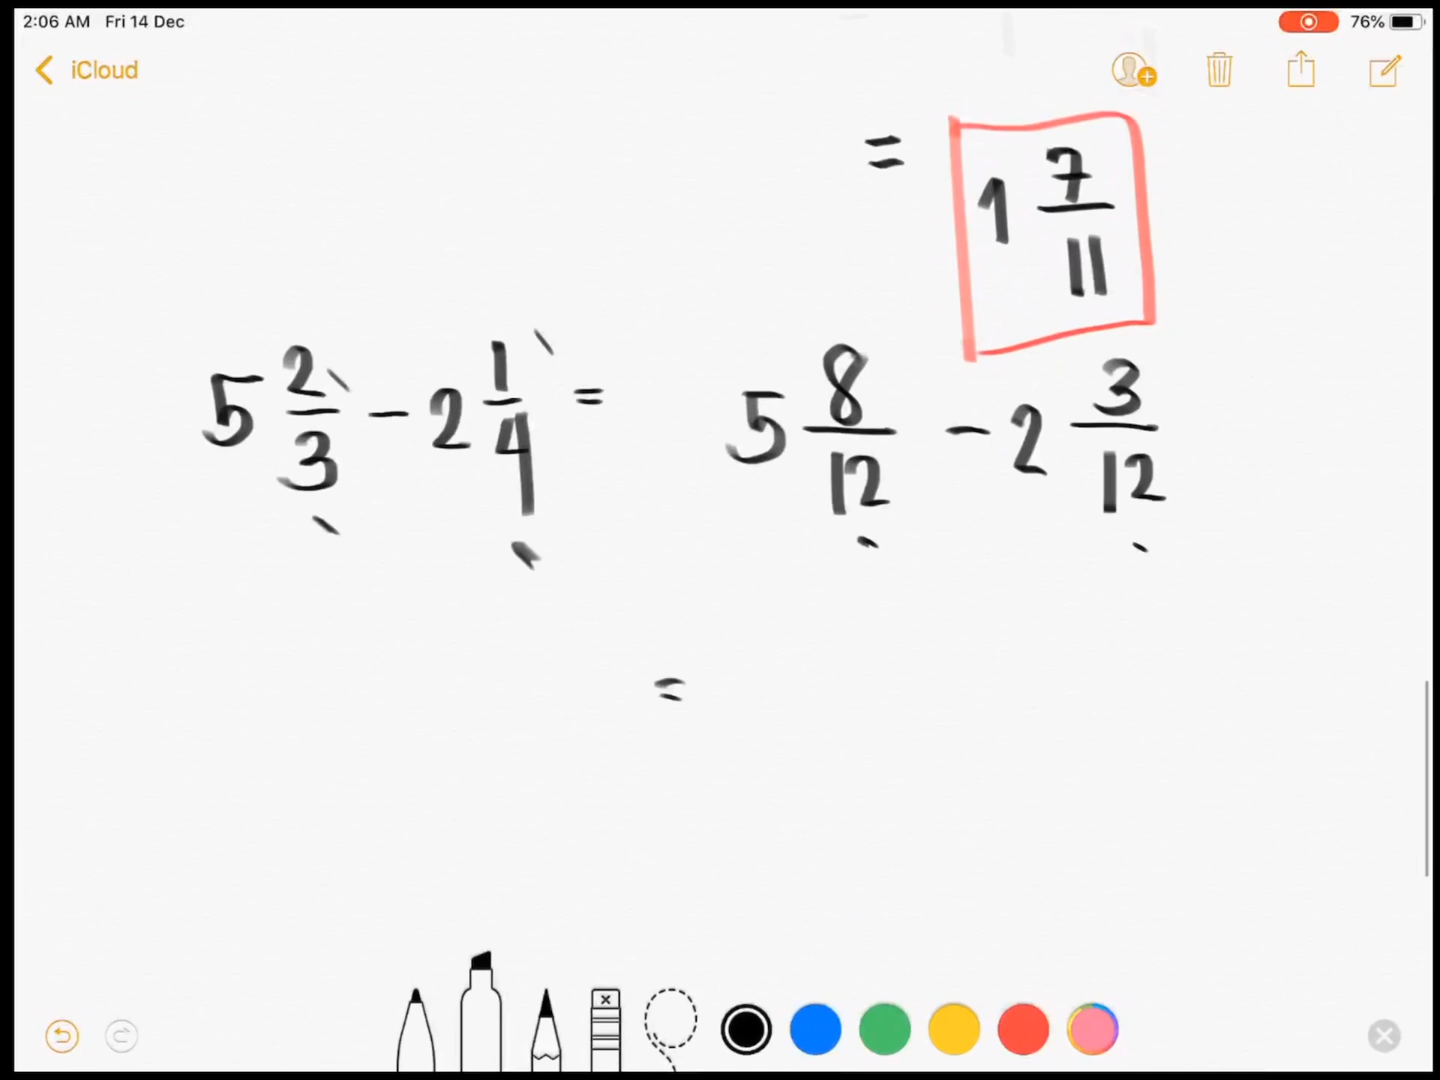 2:06 AM Fri 14 Dec 76%
iCloud
= 1 7/11
5 2/3 - 2 1/4 = 5 8/12 - 2 3/12
=